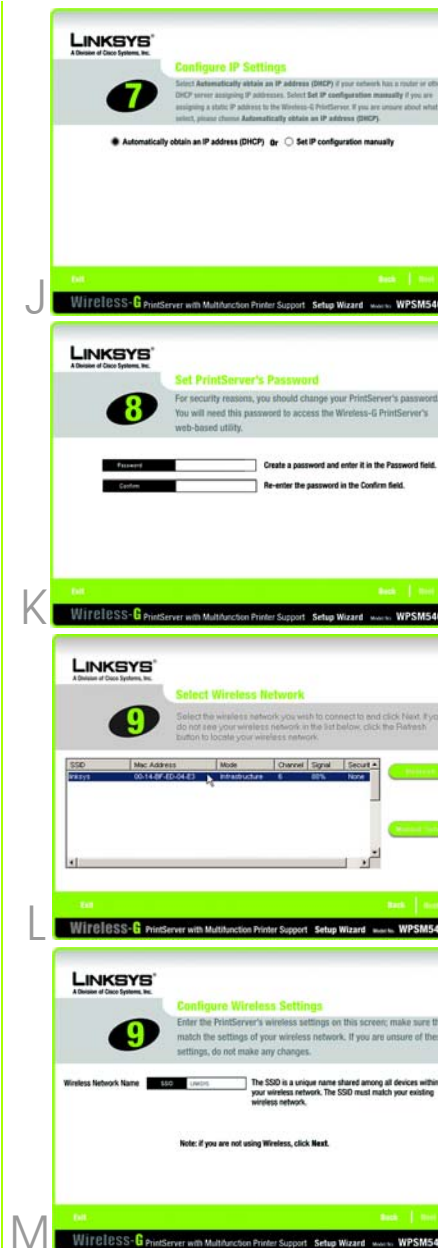 LINKSYS®
A Division of Cisco Systems, Inc.
7
Configure IP Settings
Select Automatically obtain an IP address (DHCP) if your network has a router or
DHCP server assigning IP addresses. Select Set IP configuration manually if you are
assigning a static IP address to the Wireless-G PrintServer. If you are unsure about what
select, please choose Automatically obtain an IP address (DHCP).
Automatically obtain an IP address (DHCP) Or Set IP configuration manually
Exit Back Next
J
Wireless-G PrintServer with Multifunction Printer Support Setup Wizard Model No.
LINKSYS®
A Division of Cisco Systems, Inc.
8
Set PrintServer's Password
For security reasons, you should change your PrintServer's password.
You will need this password to access the Wireless-G PrintServer's
web-based utility.
Password Create a password and enter it in the Password field.
Confirm Re-enter the password in the Confirm field.
Exit Back Next
K
Wireless-G PrintServer with Multifunction Printer Support Setup Wizard Model No.
LINKSYS®
A Division of Cisco Systems, Inc.
9
Select Wireless Network
Select the wireless network you wish to connect to and click Next. If you
do not see your wireless network in the list below, click the Refresh
button to locate your wireless network.
SSID Mac Address Mode Channel Signal Securit
linksys 00-14-BF-ED-04-E3 Infrastructure 6 88% None
Exit Back
L
Wireless-G PrintServer with Multifunction Printer Support Setup Wizard Model No.
LINKSYS®
A Division of Cisco Systems, Inc.
9
Configure Wireless Settings
Enter the PrintServer's wireless settings on this screen; make sure
match the settings of your wireless network. If you are unsure of
settings, do not make any changes.
Wireless Network Name SSID LINKSYS The SSID is a unique name shared among all devices within
your wireless network. The SSID must match your existing
wireless network.
Note: if you are not using Wireless, click Next.
Exit Back Next
M
Wireless-G PrintServer with Multifunction Printer Support Setup Wizard Model No.